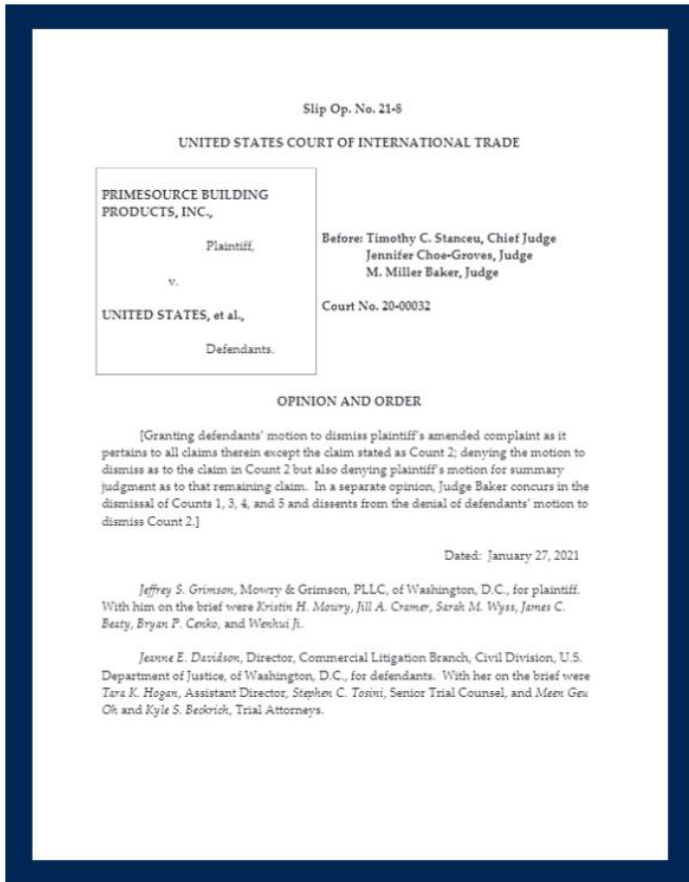 Slip Op. No. 21-8
UNITED STATES COURT OF INTERNATIONAL TRADE
PRIMESOURCE BUILDING
PRODUCTS, INC.,
Plaintiff,
v.
UNITED STATES, et al.,
Defendants.
Before: Timothy C. Stanceu, Chief Judge
Jennifer Choe-Groves, Judge
M. Miller Baker, Judge
Court No. 20-00032
OPINION AND ORDER
[Granting defendants' motion to dismiss plaintiff's amended complaint as it
pertains to all claims therein except the claim stated as Count 2; denying the motion to
dismiss as to the claim in Count 2 but also denying plaintiff's motion for summary
judgment as to that remaining claim. In a separate opinion, Judge Baker concurs in the
dismissal of Counts 1, 3, 4, and 5 and dissents from the denial of defendants' motion to
dismiss Count 2.]
Dated: January 27, 2021
Jeffrey S. Grimson, Mowry & Grimson, PLLC, of Washington, D.C., for plaintiff.
With him on the brief were Kristin H. Mowry, Jill A. Cramer, Sarah M. Wyss, James C.
Beaty, Bryan P. Cenko, and Wenhui Ji.
Jeanne E. Davidson, Director, Commercial Litigation Branch, Civil Division, U.S.
Department of Justice, of Washington, D.C., for defendants. With her on the brief were
Tara K. Hogan, Assistant Director, Stephen C. Tosini, Senior Trial Counsel, and Meen Geu
Oh and Kyle S. Beckrich, Trial Attorneys.